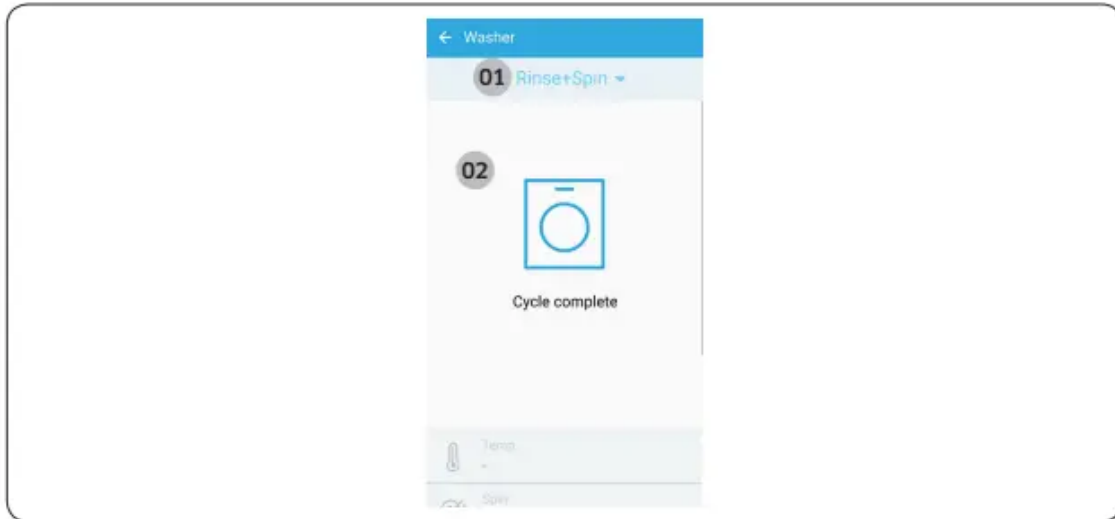 ← Washer
01 Rinse+Spin
02
Cycle complete
Temp.
-
Spin